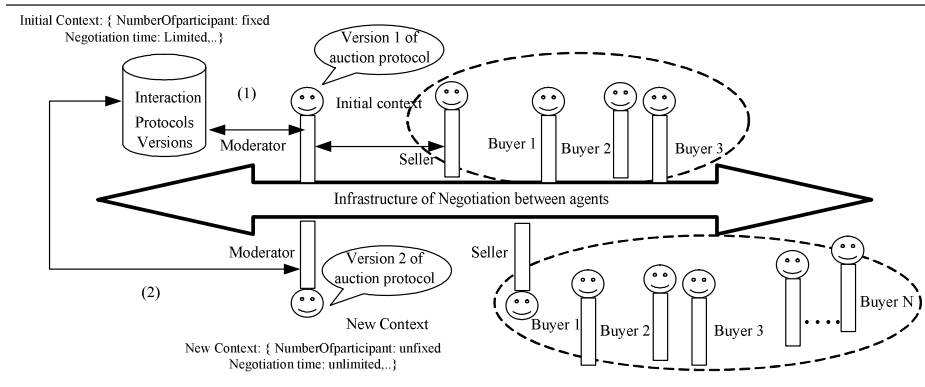 Initial Context: { NumberOfparticipant: fixed
Negotiation time: Limited,..}
Version 1 of
auction protocol
Interaction
Protocols
Versions
(1)
Moderator
Initial context
Seller
Buyer 1
Buyer 2
Buyer 3
Infrastructure of Negotiation between agents
Moderator
Version 2 of
auction protocol
Seller
(2)
New Context
Buyer 1
Buyer 2
Buyer 3
....
Buyer N
New Context: { NumberOfparticipant: unfixed
Negotiation time: unlimited,..}